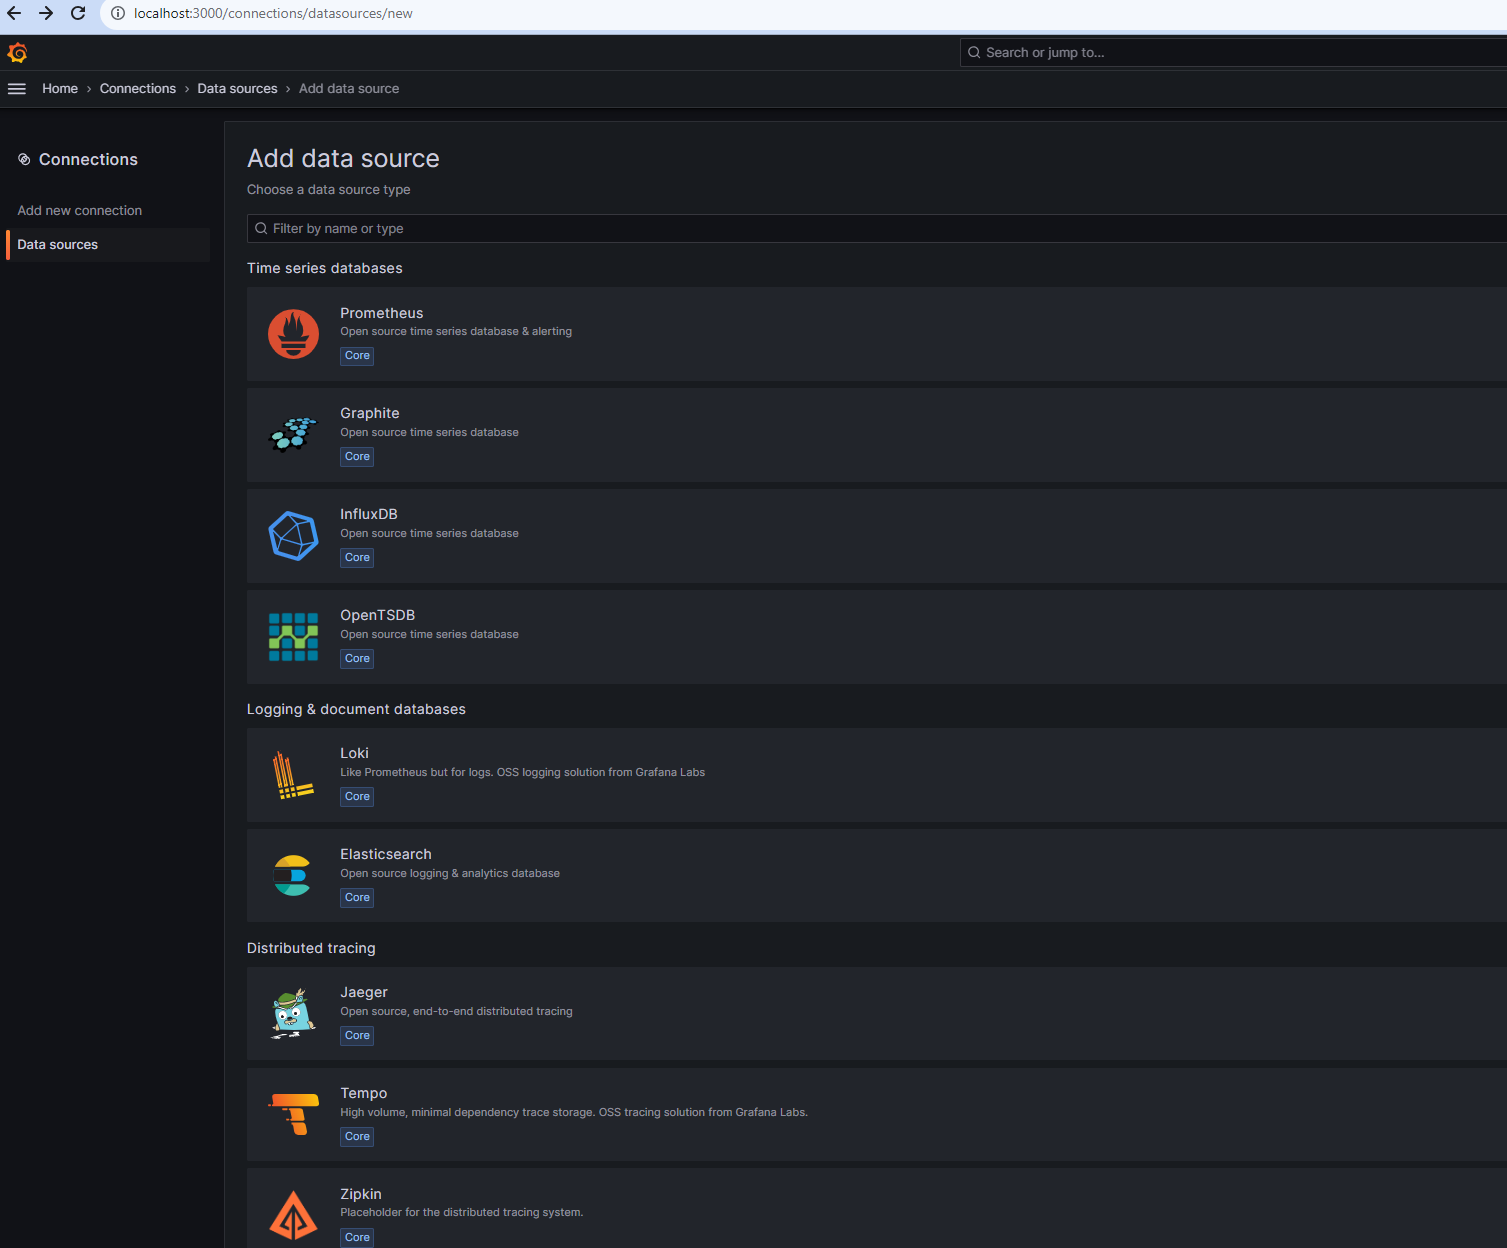 localhost:3000/connections/datasources/new
Search or jump to...
Home › Connections › Data sources › Add data source
Connections
Add new connection
Data sources
Add data source
Choose a data source type
Filter by name or type
Time series databases
Prometheus
Open source time series database & alerting
Core
Graphite
Open source time series database
Core
InfluxDB
Open source time series database
Core
OpenTSDB
Open source time series database
Core
Logging & document databases
Loki
Like Prometheus but for logs. OSS logging solution from Grafana Labs
Core
Elasticsearch
Open source logging & analytics database
Core
Distributed tracing
Jaeger
Open source, end-to-end distributed tracing
Core
Tempo
High volume, minimal dependency trace storage. OSS tracing solution from Grafana Labs.
Core
Zipkin
Placeholder for the distributed tracing system.
Core